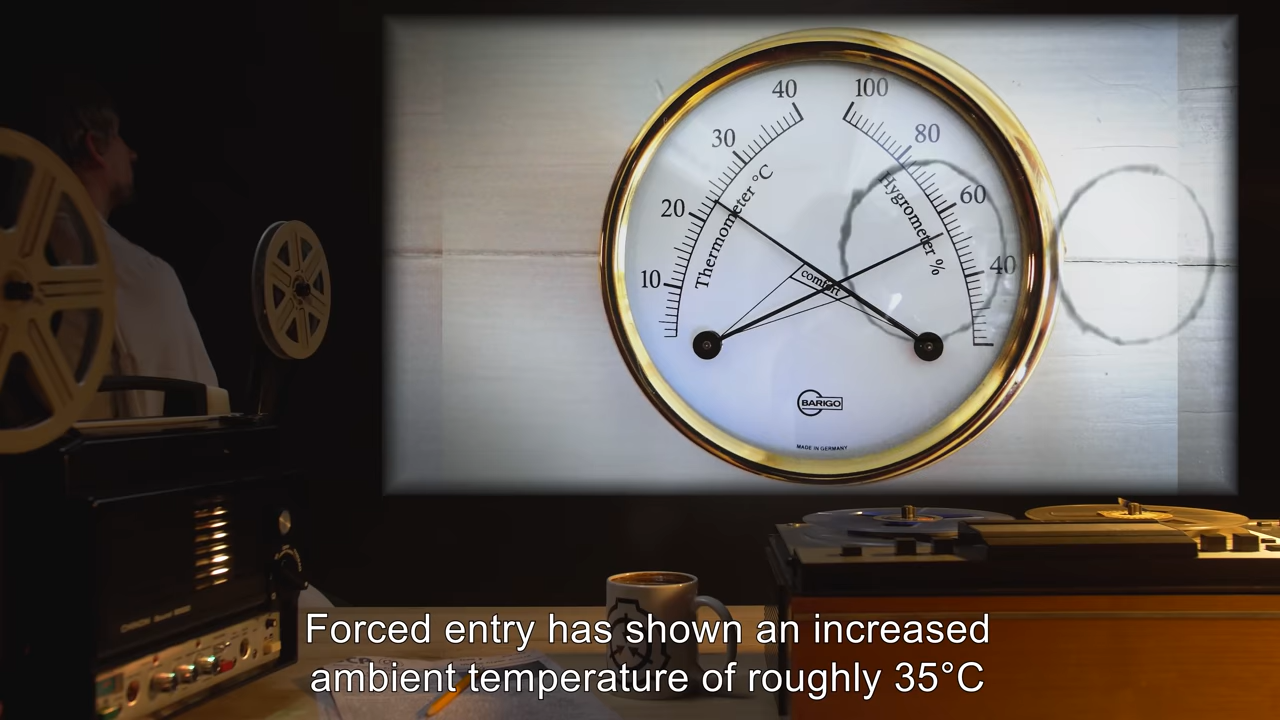 40 100
30 80
20 60
10 40
Thermometer °C
Hygrometer %
comfort
BARIGO
MADE IN GERMANY
Forced entry has shown an increased
ambient temperature of roughly 35°C